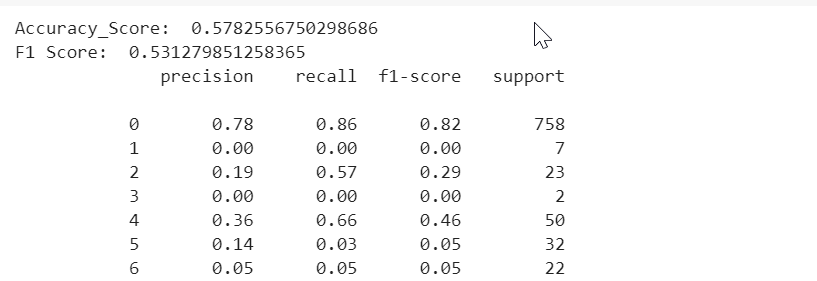 Accuracy_Score: 0.5782556750298686
F1 Score: 0.531279851258365
precision recall f1-score support
0 0.78 0.86 0.82 758
1 0.00 0.00 0.00 7
2 0.19 0.57 0.29 23
3 0.00 0.00 0.00 2
4 0.36 0.66 0.46 50
5 0.14 0.03 0.05 32
6 0.05 0.05 0.05 22